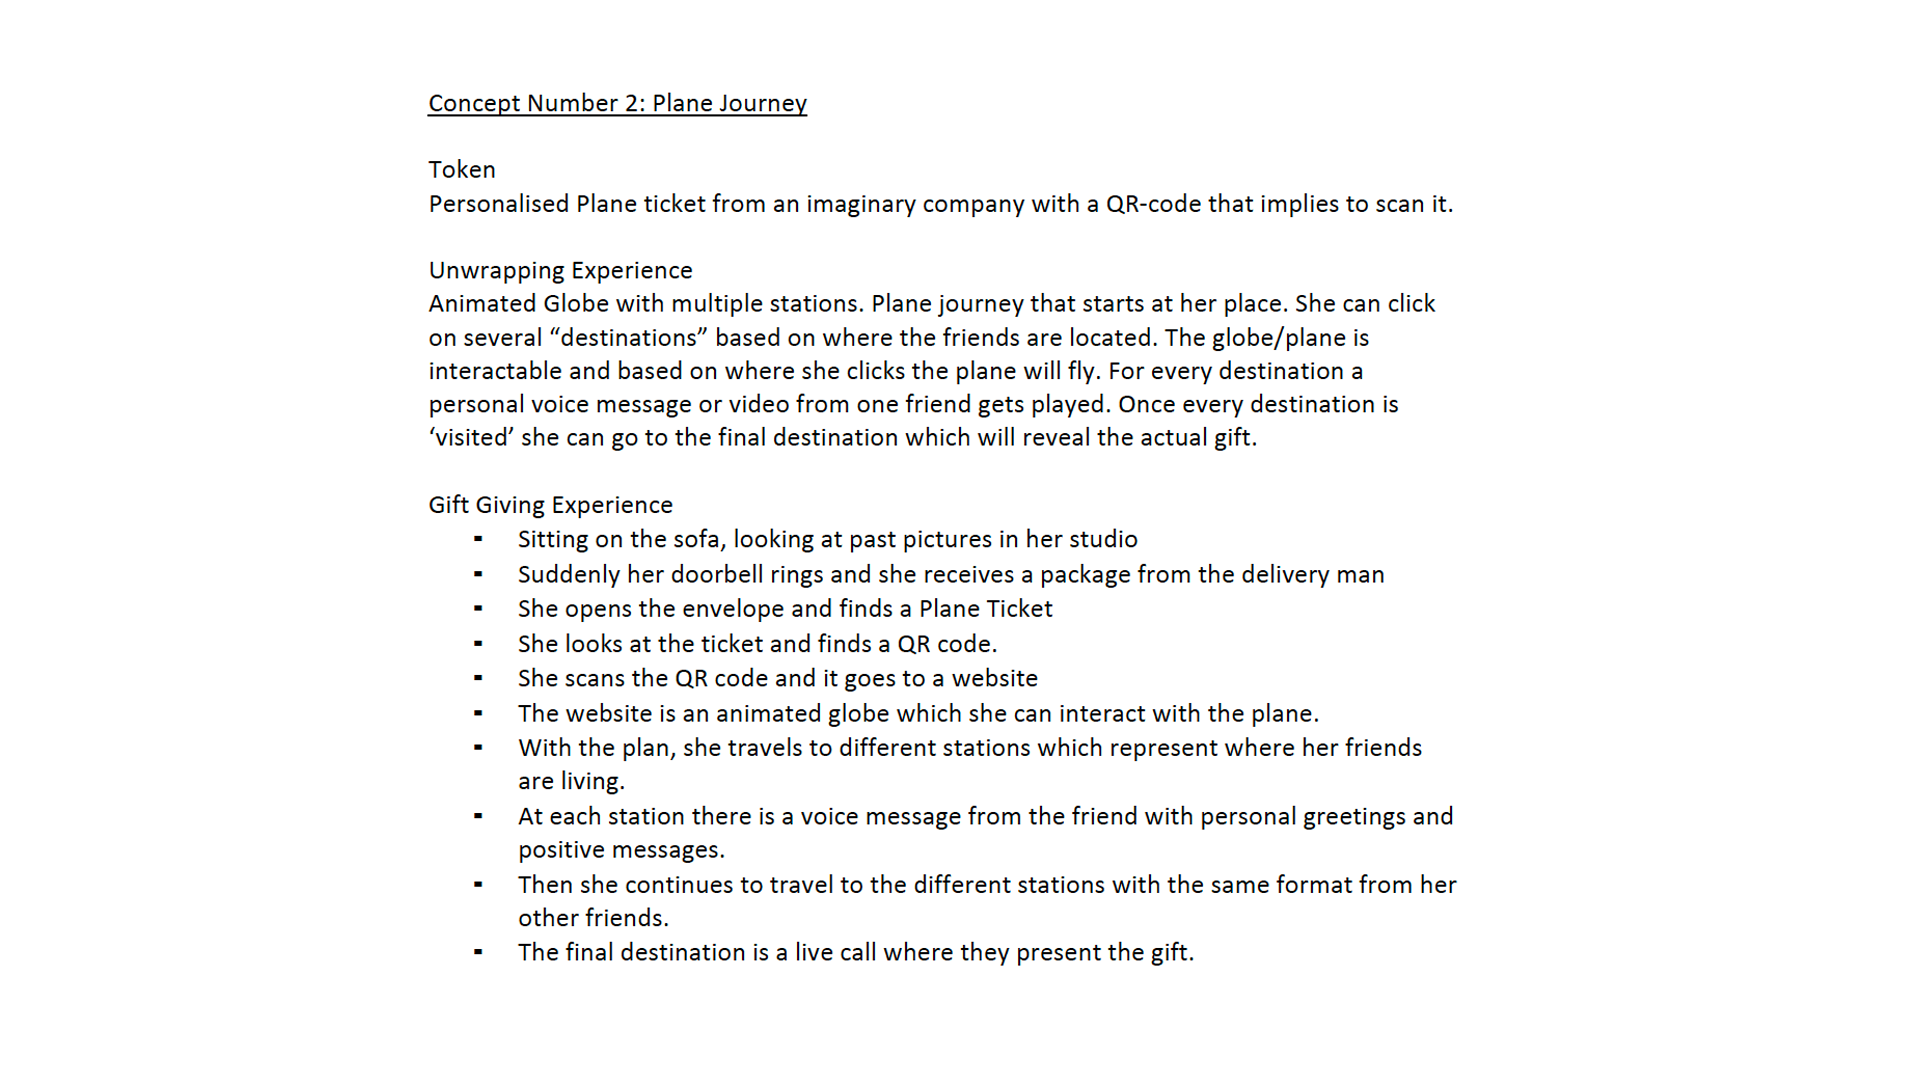 Concept Number 2: Plane Journey
Token
Personalised Plane ticket from an imaginary company with a QR-code that implies to scan it.
Unwrapping Experience
Animated Globe with multiple stations. Plane journey that starts at her place. She can click
on several “destinations” based on where the friends are located. The globe/plane is
interactable and based on where she clicks the plane will fly. For every destination a
personal voice message or video from one friend gets played. Once every destination is
‘visited’ she can go to the final destination which will reveal the actual gift.
Gift Giving Experience
▪ Sitting on the sofa, looking at past pictures in her studio
▪ Suddenly her doorbell rings and she receives a package from the delivery man
▪ She opens the envelope and finds a Plane Ticket
▪ She looks at the ticket and finds a QR code.
▪ She scans the QR code and it goes to a website
▪ The website is an animated globe which she can interact with the plane.
▪ With the plan, she travels to different stations which represent where her friends
are living.
▪ At each station there is a voice message from the friend with personal greetings and
positive messages.
▪ Then she continues to travel to the different stations with the same format from her
other friends.
▪ The final destination is a live call where they present the gift.